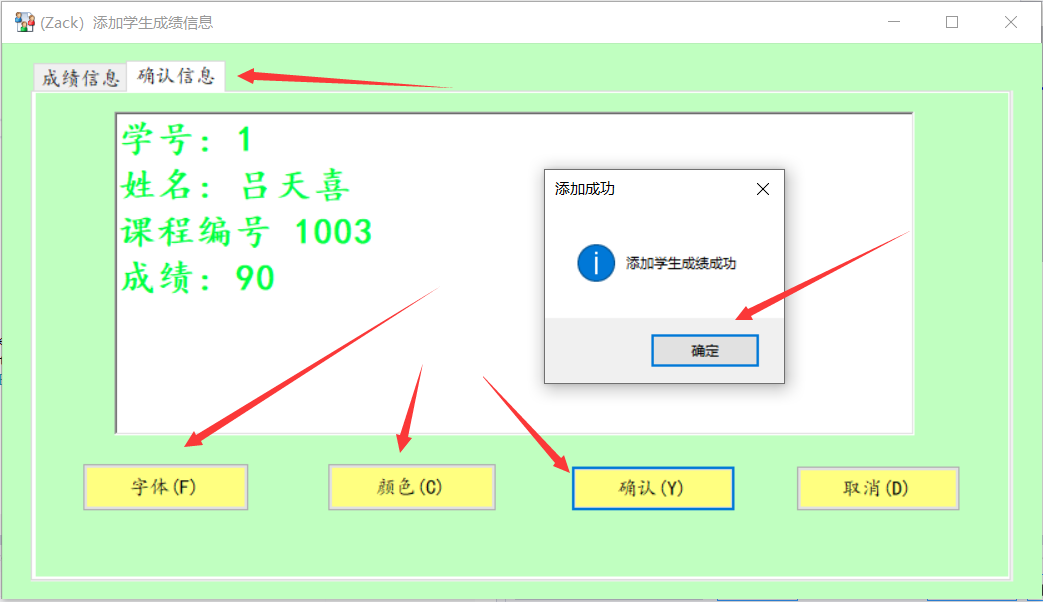 (Zack) 添加学生成绩信息
成绩信息 确认信息
学号: 1
姓名: 吕天喜
课程编号 1003
成绩: 90
添加成功
添加学生成绩成功
确定
字体(F) 颜色(C) 确认(Y) 取消(D)